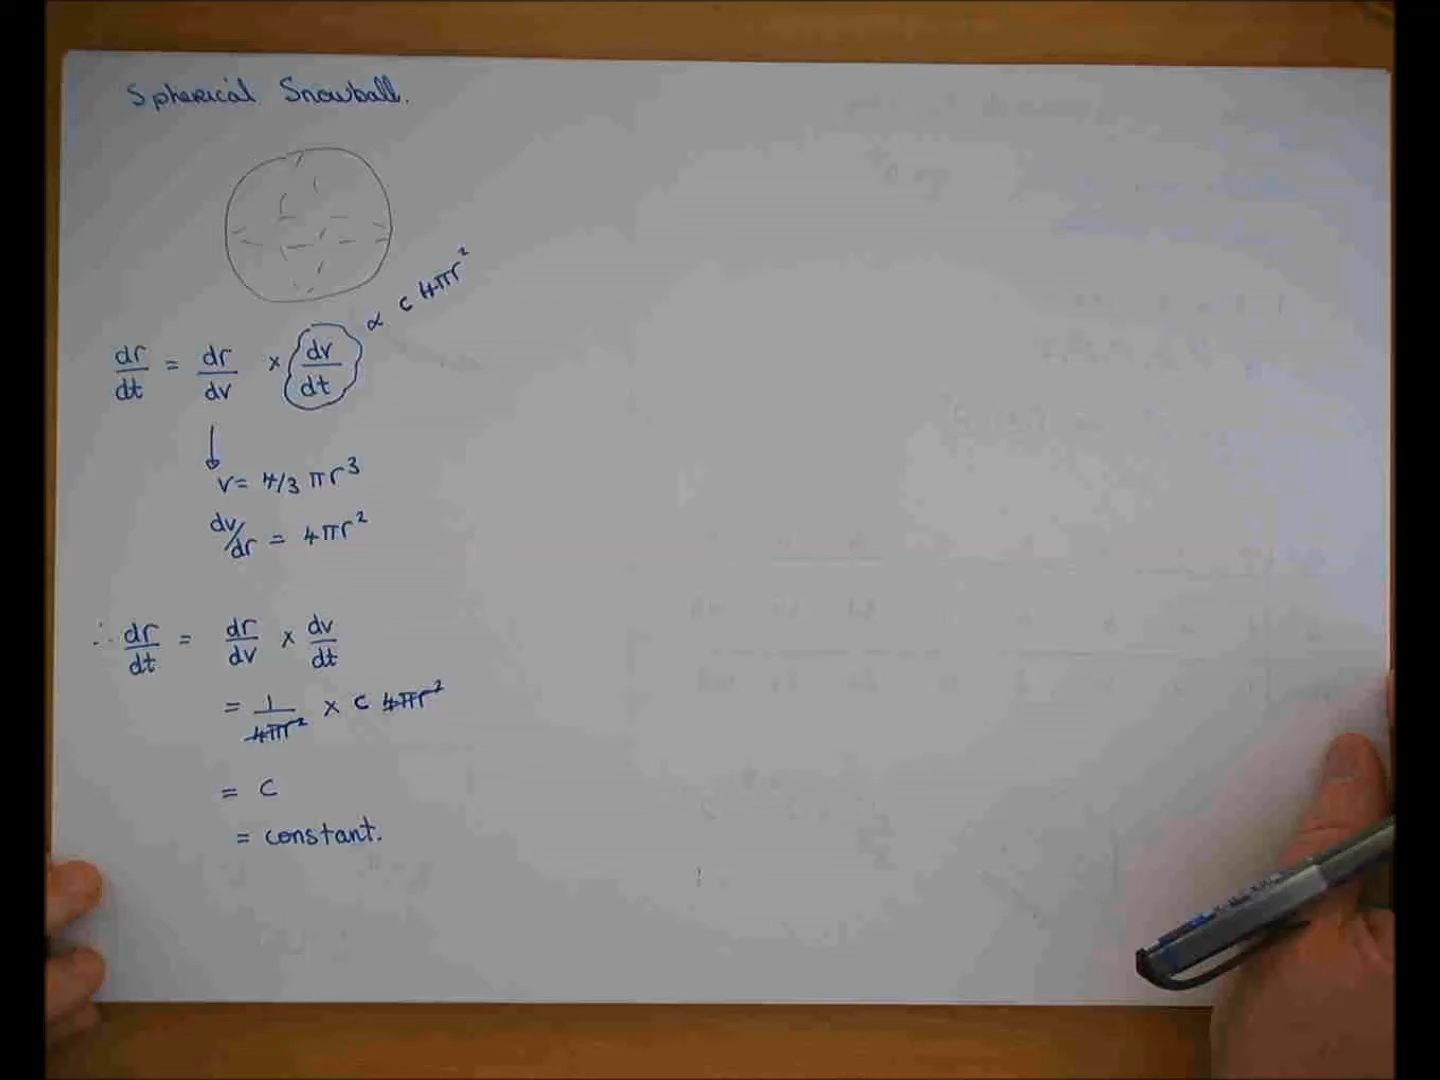 Spherical Snowball.
dr/dt = dr/dv × dv/dt ∝ c 4πr²
v = 4/3 πr³
dv/dr = 4πr²
∴ dr/dt = dr/dv × dv/dt
= 1/4πr² × c 4πr²
= c
= constant.